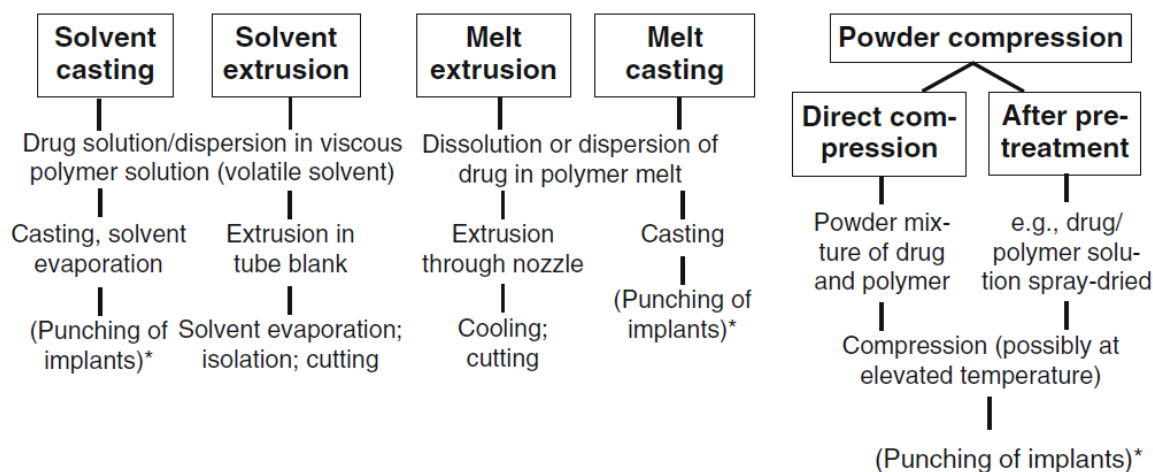 Solvent
casting
Solvent
extrusion
Melt
extrusion
Melt
casting
Powder compression
Direct com-
pression
After pre-
treatment
Drug solution/dispersion in viscous
polymer solution (volatile solvent)
Dissolution or dispersion of
drug in polymer melt
Casting, solvent
evaporation
Extrusion in
tube blank
Extrusion
through nozzle
Casting
Powder mix-
ture of drug
and polymer
e.g., drug/
polymer solu-
tion spray-dried
(Punching of
implants)*
Solvent evaporation;
isolation; cutting
Cooling;
cutting
(Punching of
implants)*
Compression (possibly at
elevated temperature)
(Punching of implants)*